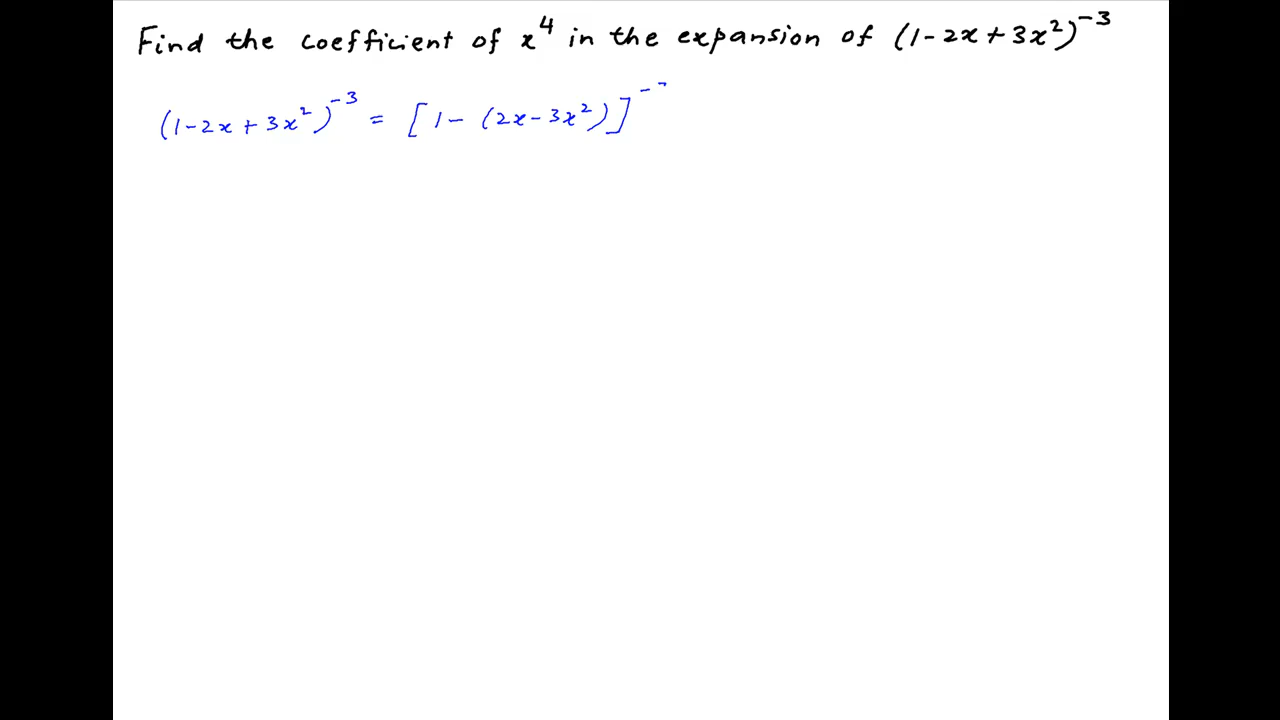 Find the coefficient of x⁴ in the expansion of (1-2x+3x²)⁻³
(1-2x+3x²)⁻³ = [1-(2x-3x²)]⁻